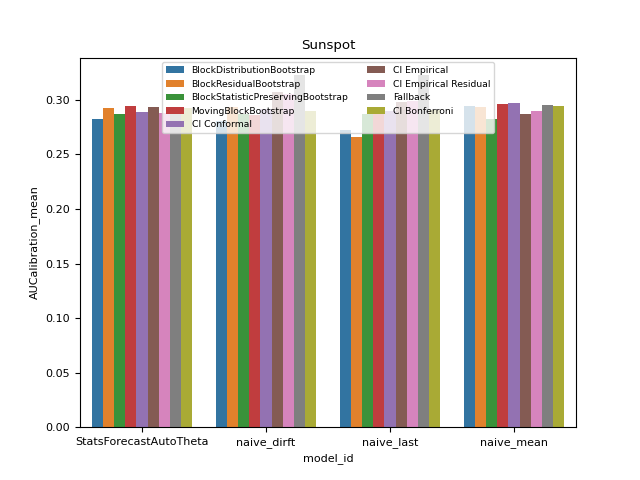 Sunspot
BlockDistributionBootstrap
BlockResidualBootstrap
BlockStatisticPreservingBootstrap
MovingBlockBootstrap
CI Conformal
CI Empirical
CI Empirical Residual
Fallback
CI Bonferroni
AUCalibration_mean
0.30
0.25
0.20
0.15
0.10
0.05
0.00
StatsForecastAutoTheta naive_dirft naive_last naive_mean
model_id